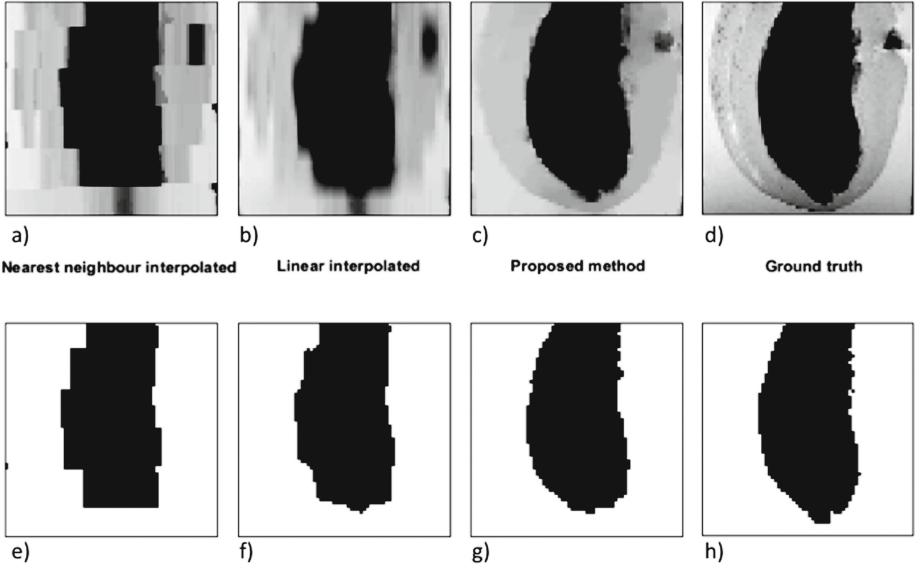 a) b) c) d)
Nearest neighbour interpolated Linear interpolated Proposed method Ground truth
e) f) g) h)